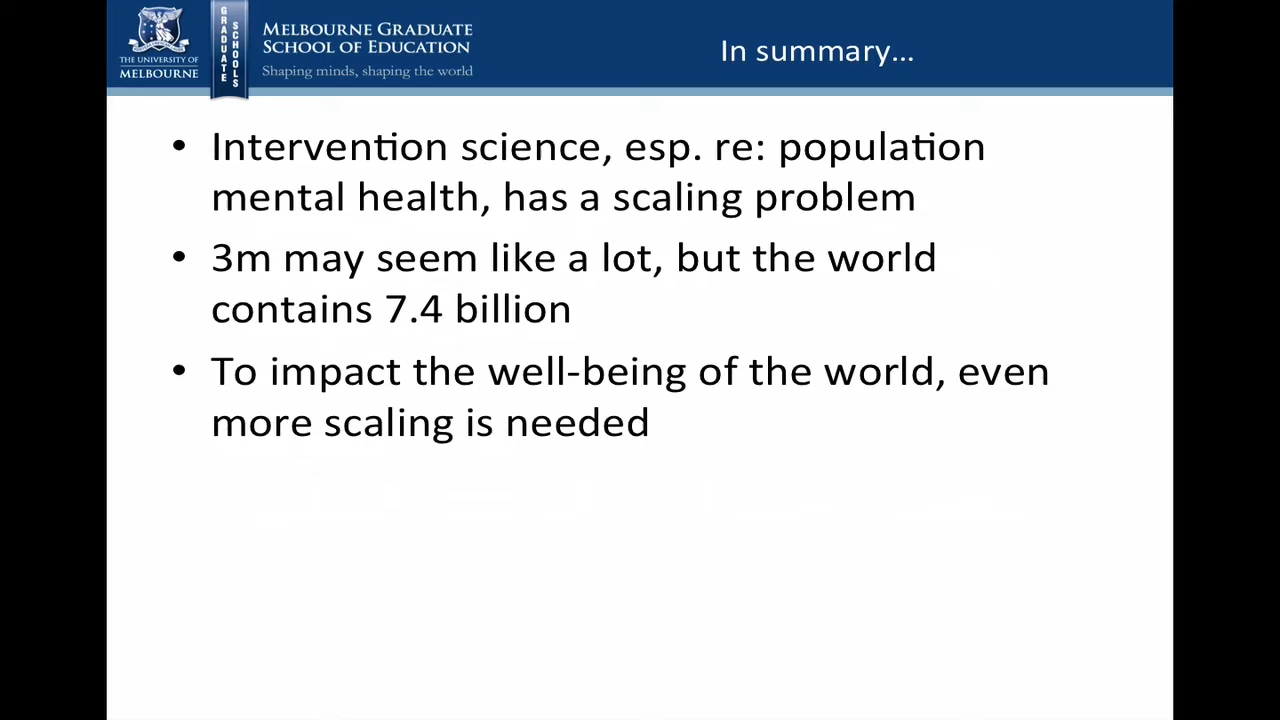 THE UNIVERSITY OF
MELBOURNE
GRADUATE
SCHOOLS
MELBOURNE GRADUATE
SCHOOL OF EDUCATION
Shaping minds, shaping the world
In summary...
• Intervention science, esp. re: population
mental health, has a scaling problem
• 3m may seem like a lot, but the world
contains 7.4 billion
• To impact the well-being of the world, even
more scaling is needed